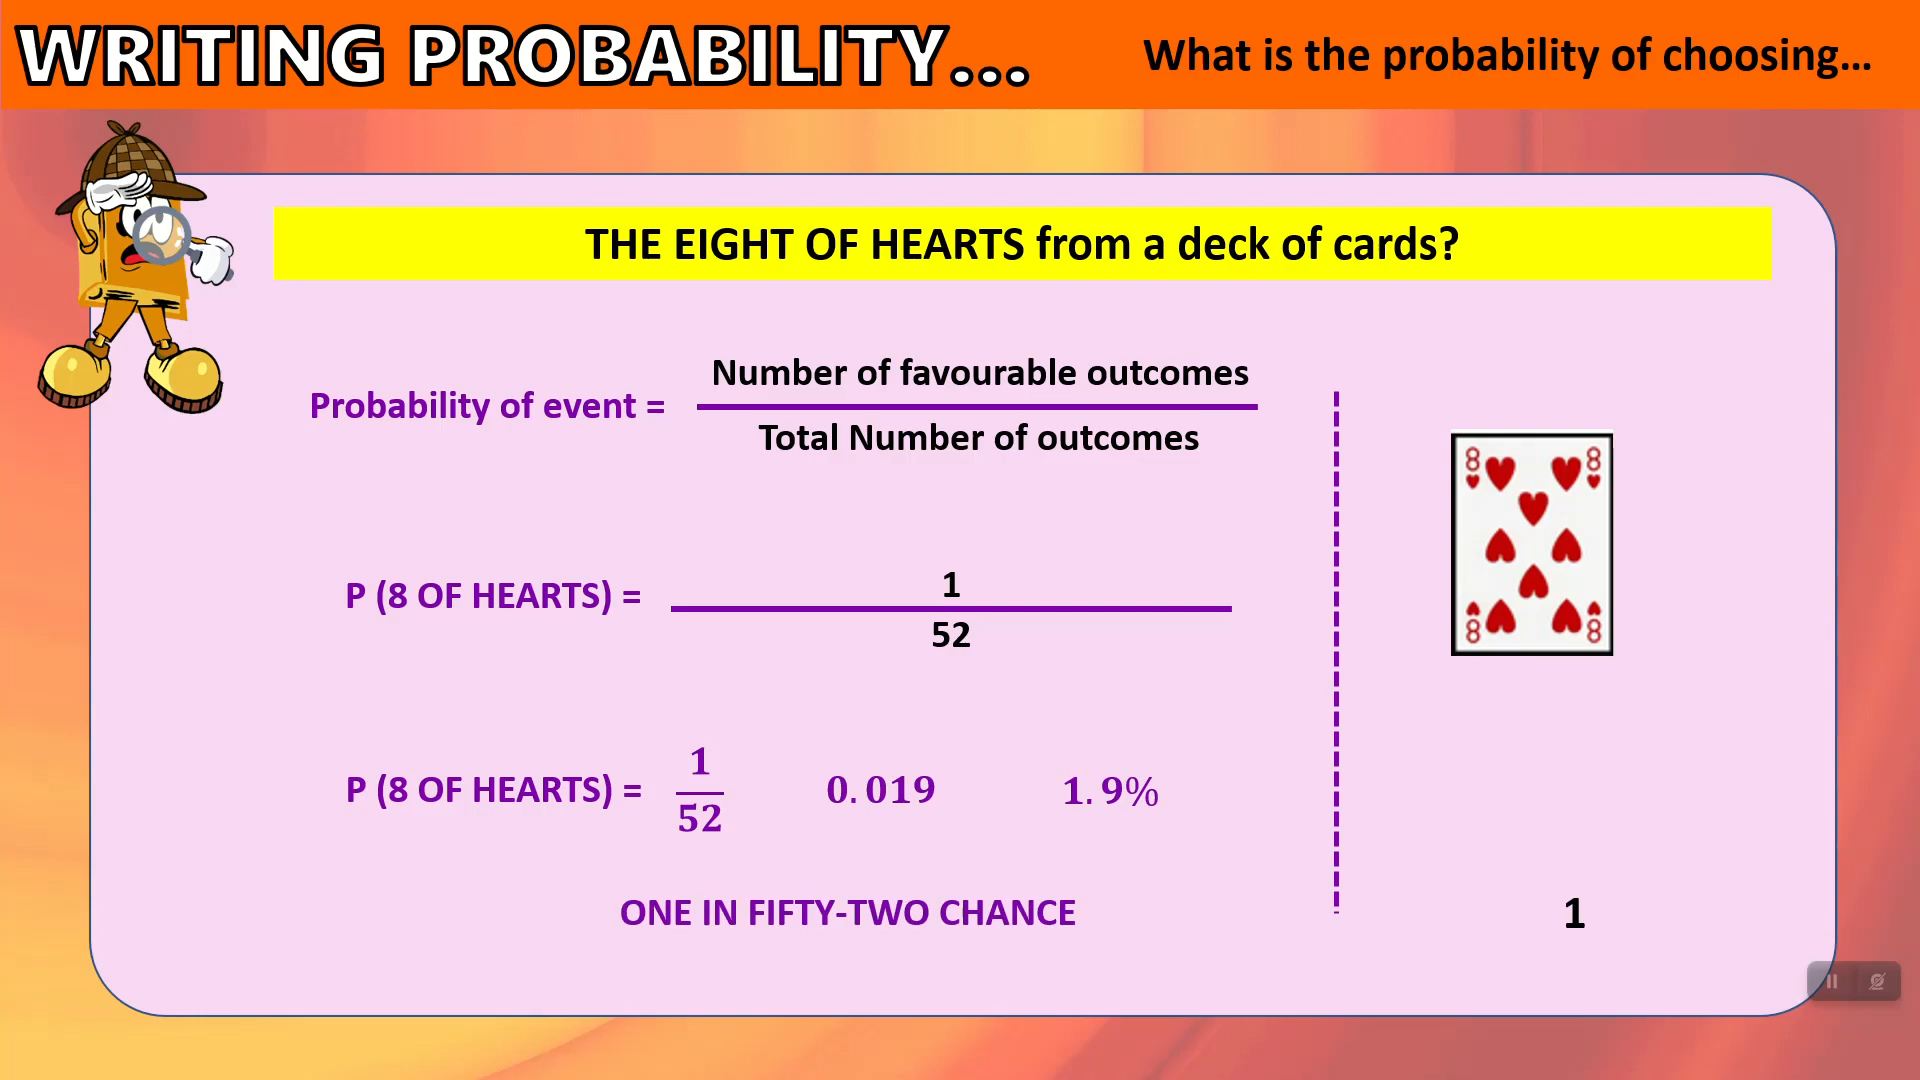 WRITING PROBABILITY...
What is the probability of choosing...
THE EIGHT OF HEARTS from a deck of cards?
Number of favourable outcomes
Probability of event =
Total Number of outcomes
8 8
P (8 OF HEARTS) =
1
52
8 8
P (8 OF HEARTS) =
1
52
0.019
1.9%
ONE IN FIFTY-TWO CHANCE
1